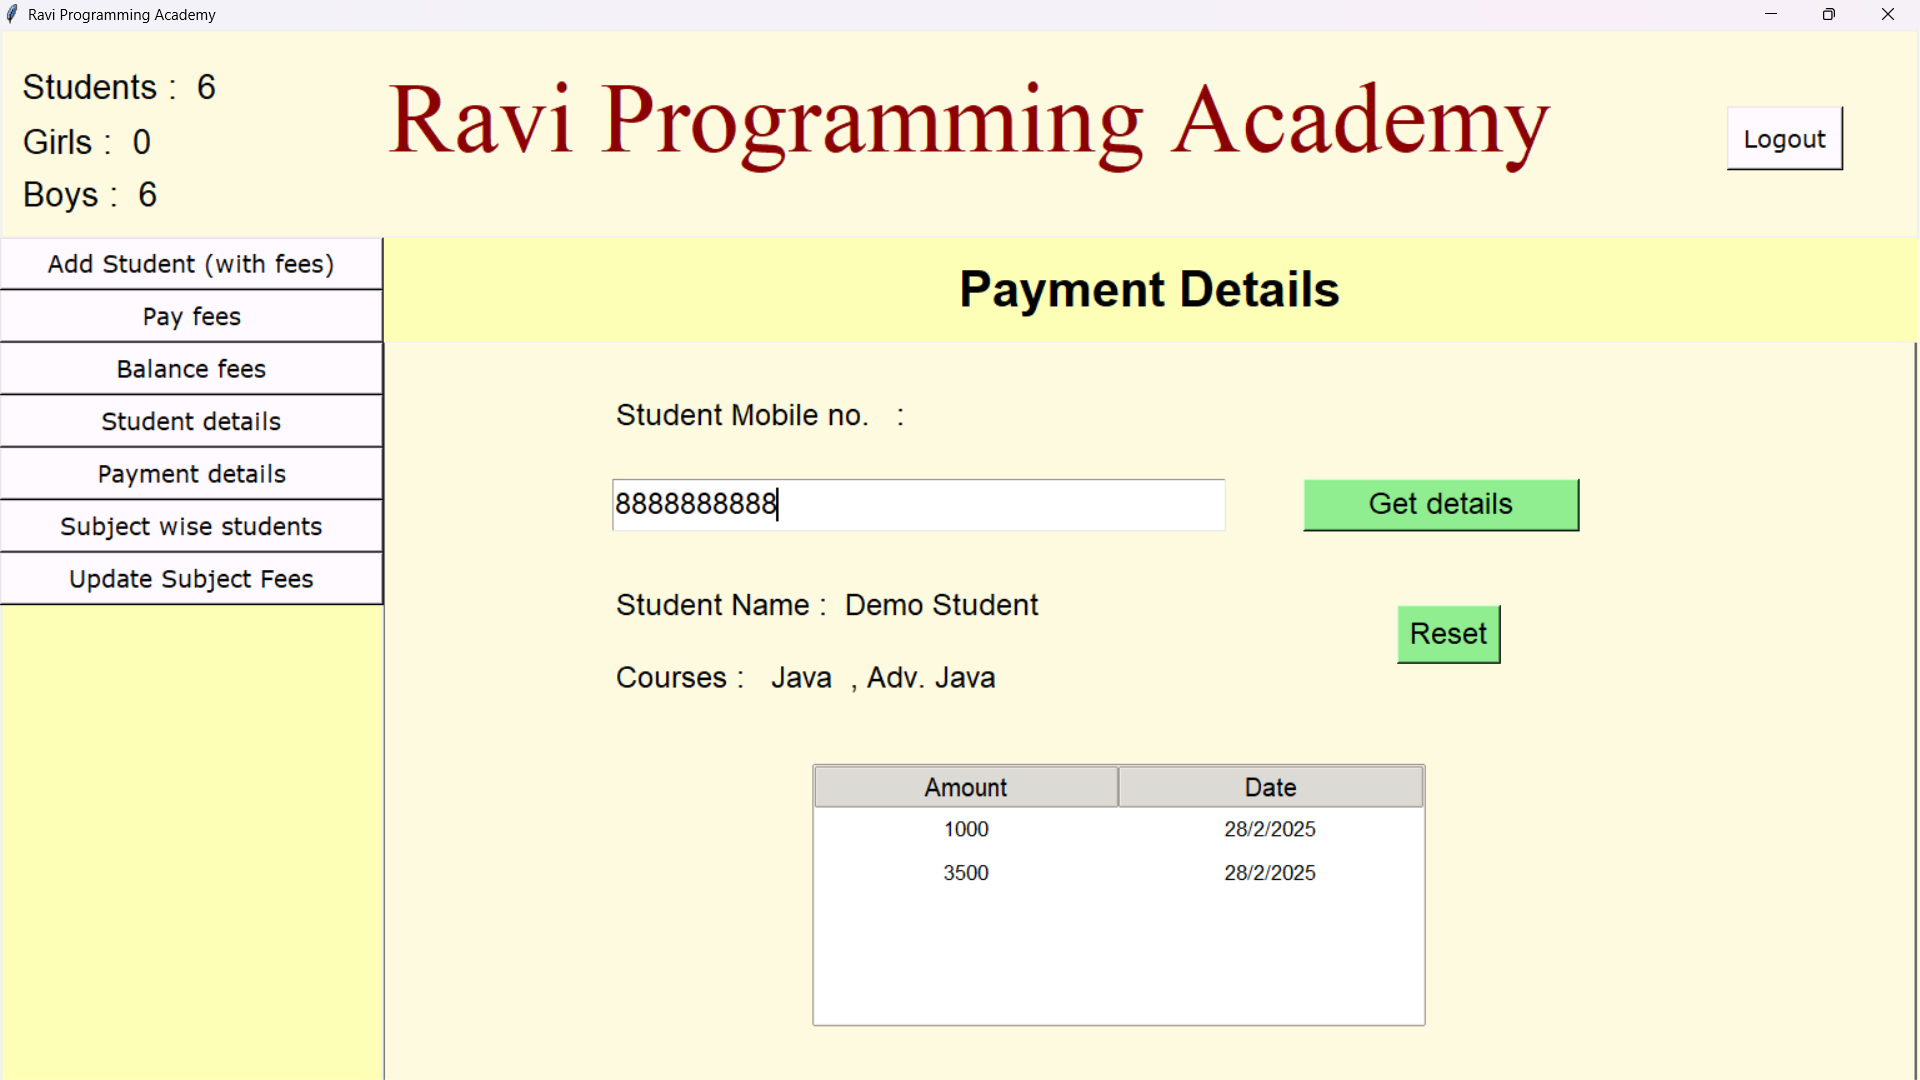 Ravi Programming Academy
Students : 6
Girls : 0
Boys : 6
Ravi Programming Academy
Logout
Add Student (with fees)
Pay fees
Balance fees
Student details
Payment details
Subject wise students
Update Subject Fees
Payment Details
Student Mobile no. :
8888888888
Get details
Student Name : Demo Student
Reset
Courses : Java , Adv. Java
Amount Date
1000 28/2/2025
3500 28/2/2025